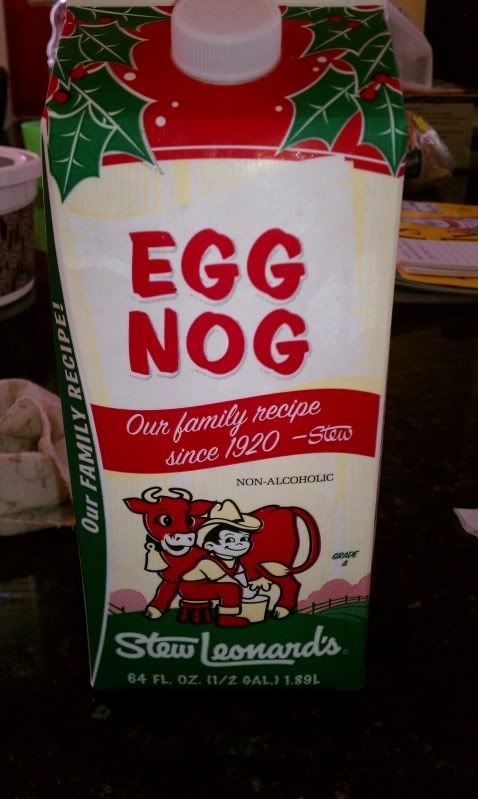 EGG
NOG
Our family recipe
since 1920 -Stew
NON-ALCOHOLIC
GRADE
A
Stew Leonard's
64 FL. OZ. (1/2 GAL.) 1.89L
Our FAMILY RECIPE!